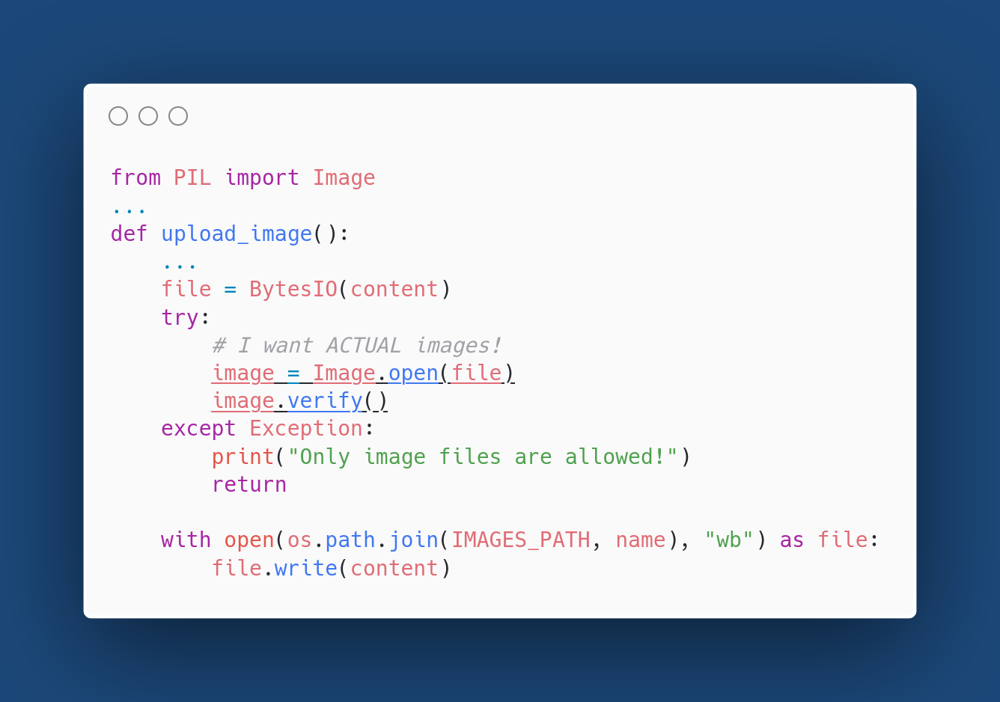 from PIL import Image
...
def upload_image():
    ...
    file = BytesIO(content)
    try:
        # I want ACTUAL images!
        image = Image.open(file)
        image.verify()
    except Exception:
        print("Only image files are allowed!")
        return

    with open(os.path.join(IMAGES_PATH, name), "wb") as file:
        file.write(content)